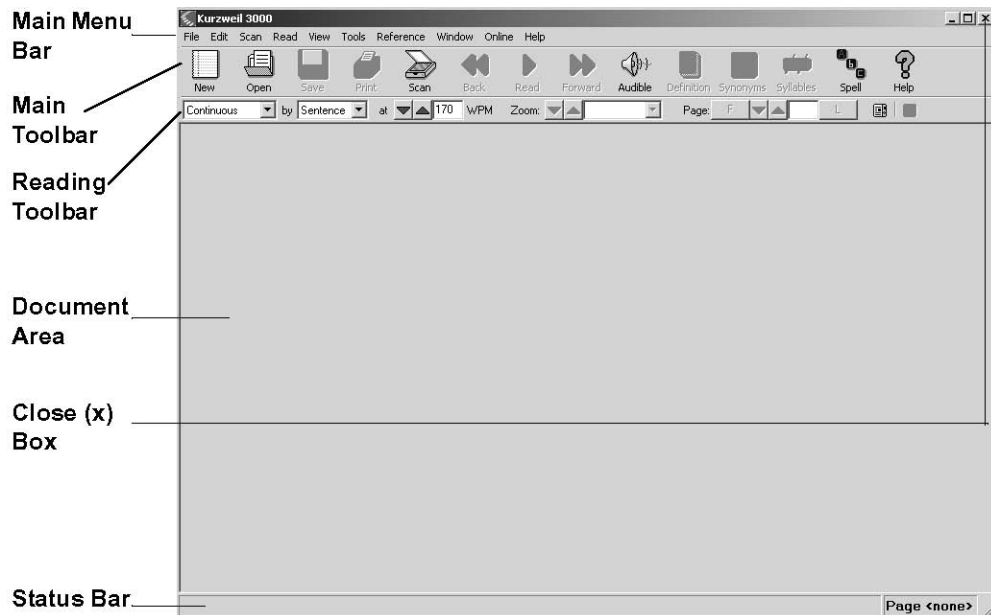 Main Menu
Bar
Main
Toolbar
Reading
Toolbar
Document
Area
Close (x)
Box
Status Bar
Kurzweil 3000
File Edit Scan Read View Tools Reference Window Online Help
New Open Save Print Scan Back Read Forward Audible Definition Synonyms Syllables Spell Help
Continuous by Sentence at 170 WPM Zoom: Page: F L
Page <none>